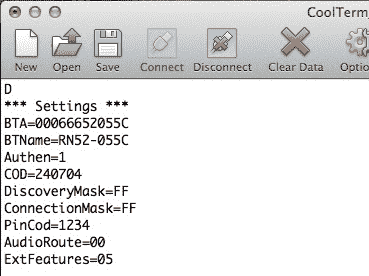 CoolTerm
New Open Save Connect Disconnect Clear Data Optio
D
*** Settings ***
BTA=00066652055C
BTName=RN52-055C
Authen=1
COD=240704
DiscoveryMask=FF
ConnectionMask=FF
PinCod=1234
AudioRoute=00
ExtFeatures=05